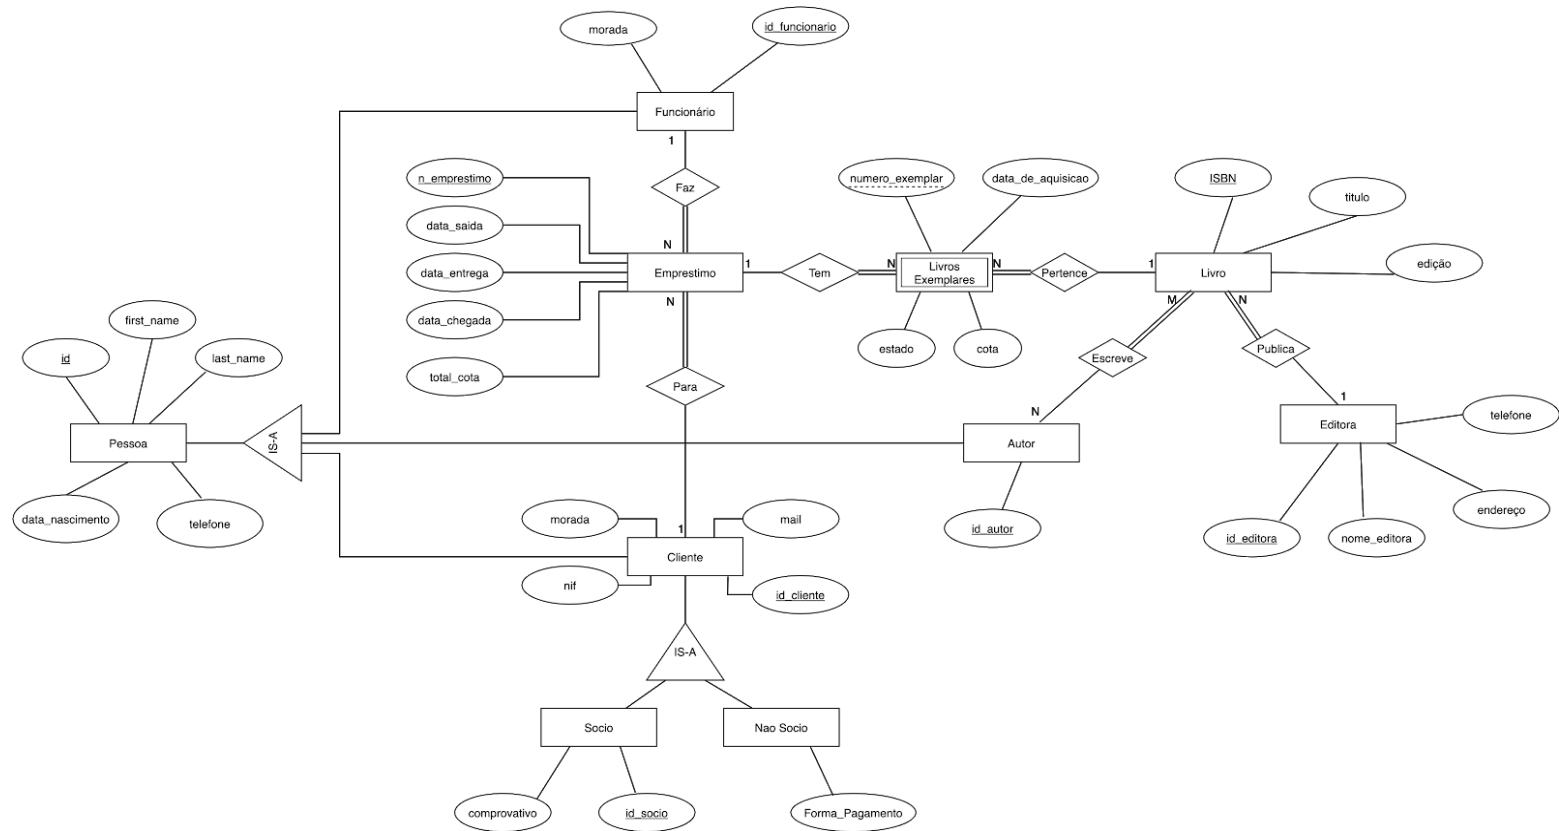 id_funcionario
morada
Funcionário
1
Faz
N
n_emprestimo
data_saida
data_entrega
data_chegada
total_cota
Emprestimo
1
N
Tem
N
numero_exemplar
data_de_aquisicao
Livros
Exemplares
N
estado
cota
Pertence
1
ISBN
titulo
edição
Livro
M
N
Escreve
Publica
N
1
Autor
id_autor
Editora
telefone
endereço
nome_editora
id_editora
Para
first_name
id
last_name
Pessoa
IS-A
data_nascimento
telefone
morada
1
mail
Cliente
nif
id_cliente
IS-A
Socio
Nao Socio
comprovativo
id_socio
Forma_Pagamento